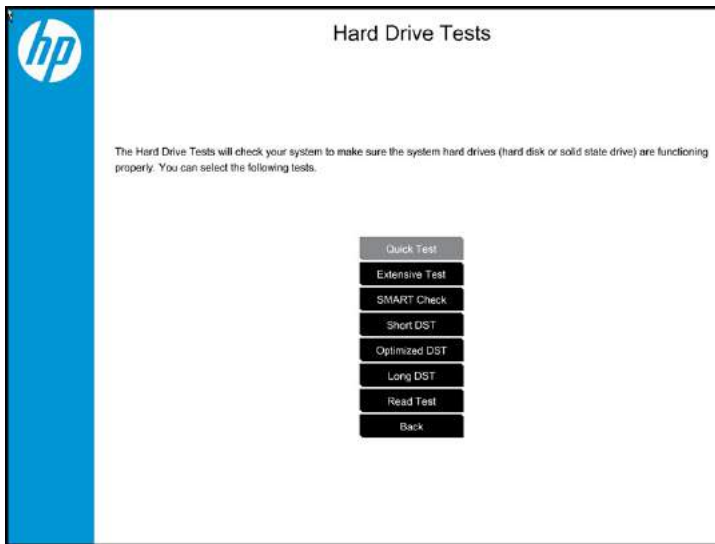 hp
Hard Drive Tests
The Hard Drive Tests will check your system to make sure the system hard drives (hard disk or solid state drive) are functioning
properly. You can select the following tests.
Quick Test
Extensive Test
SMART Check
Short DST
Optimized DST
Long DST
Read Test
Back